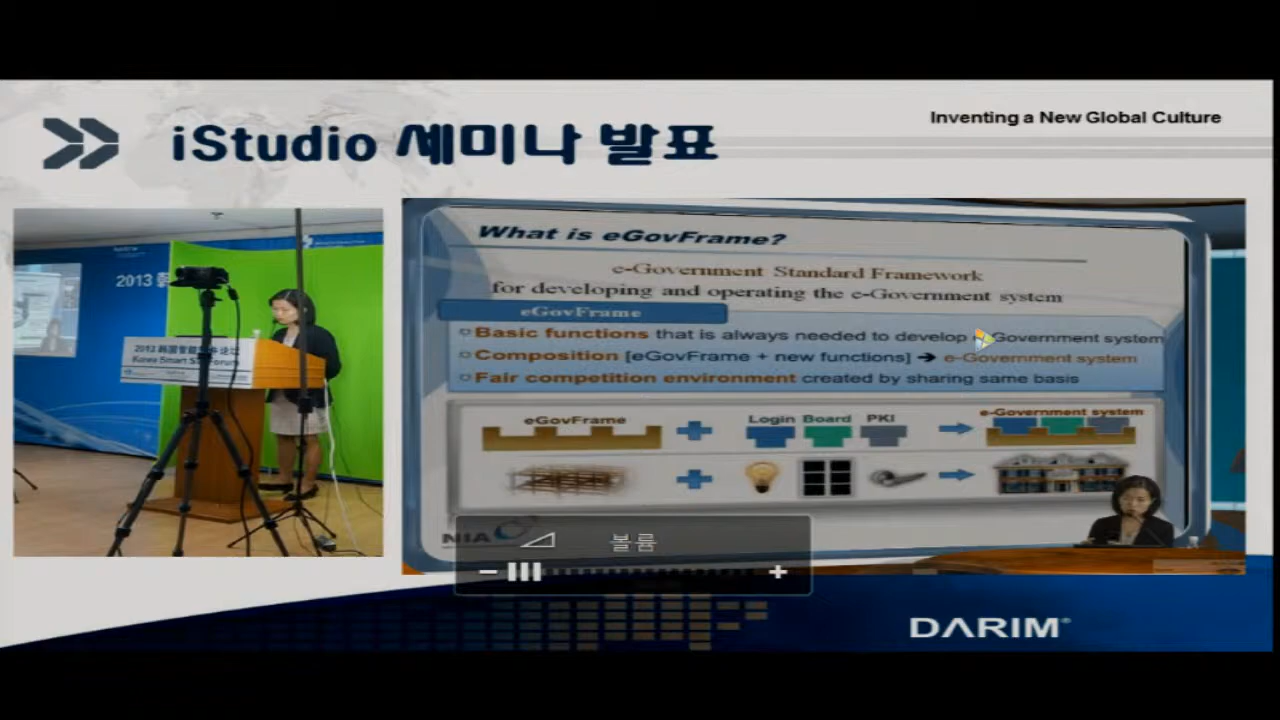 Inventing a New Global Culture
iStudio 세미나 발표
2013
Korea Smart
What is eGovFrame?
e-Government Standard Framework
for developing and operating the e-Government system
eGovFrame
Basic functions that is always needed to develop Government system
Composition [eGovFrame + new functions] ➔ e-Government system
Fair competition environment created by sharing same basis
eGovFrame
Login Board PKI
e-Government system
NIA
볼륨
DARIM